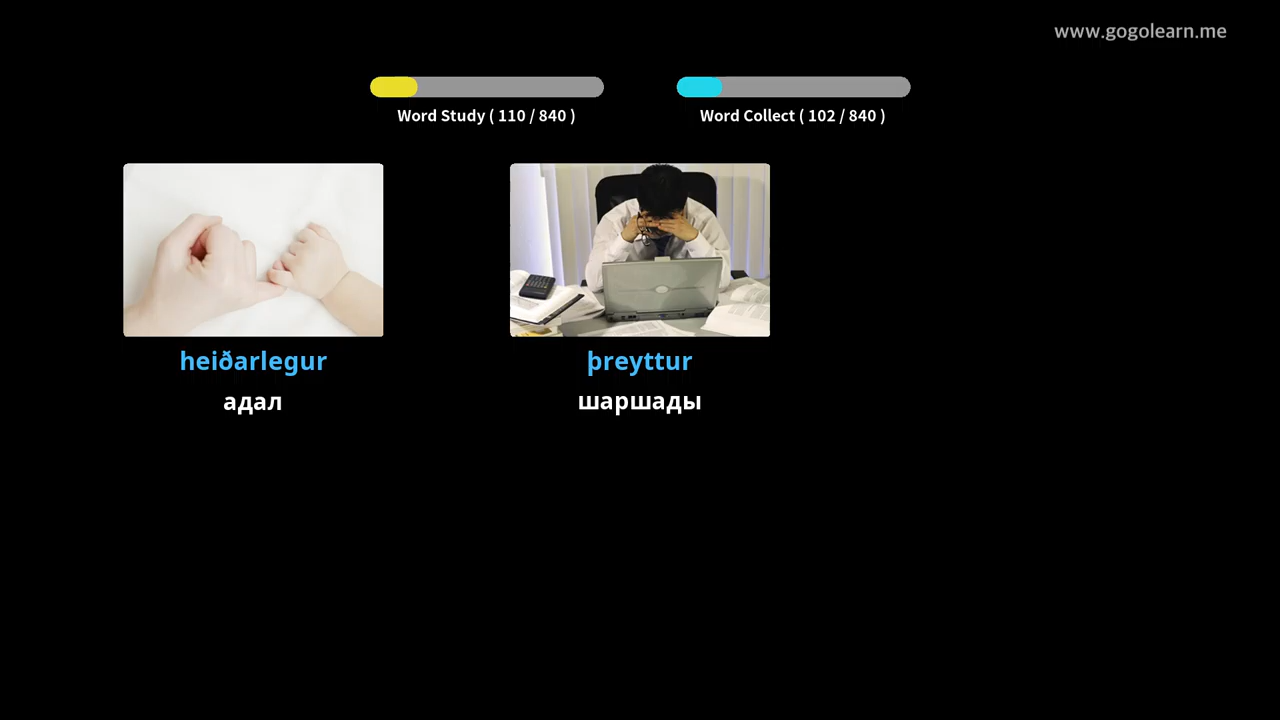 www.gogolearn.me
Word Study ( 110 / 840 )
Word Collect ( 102 / 840 )
heiðarlegur
адал
þreyttur
шаршады